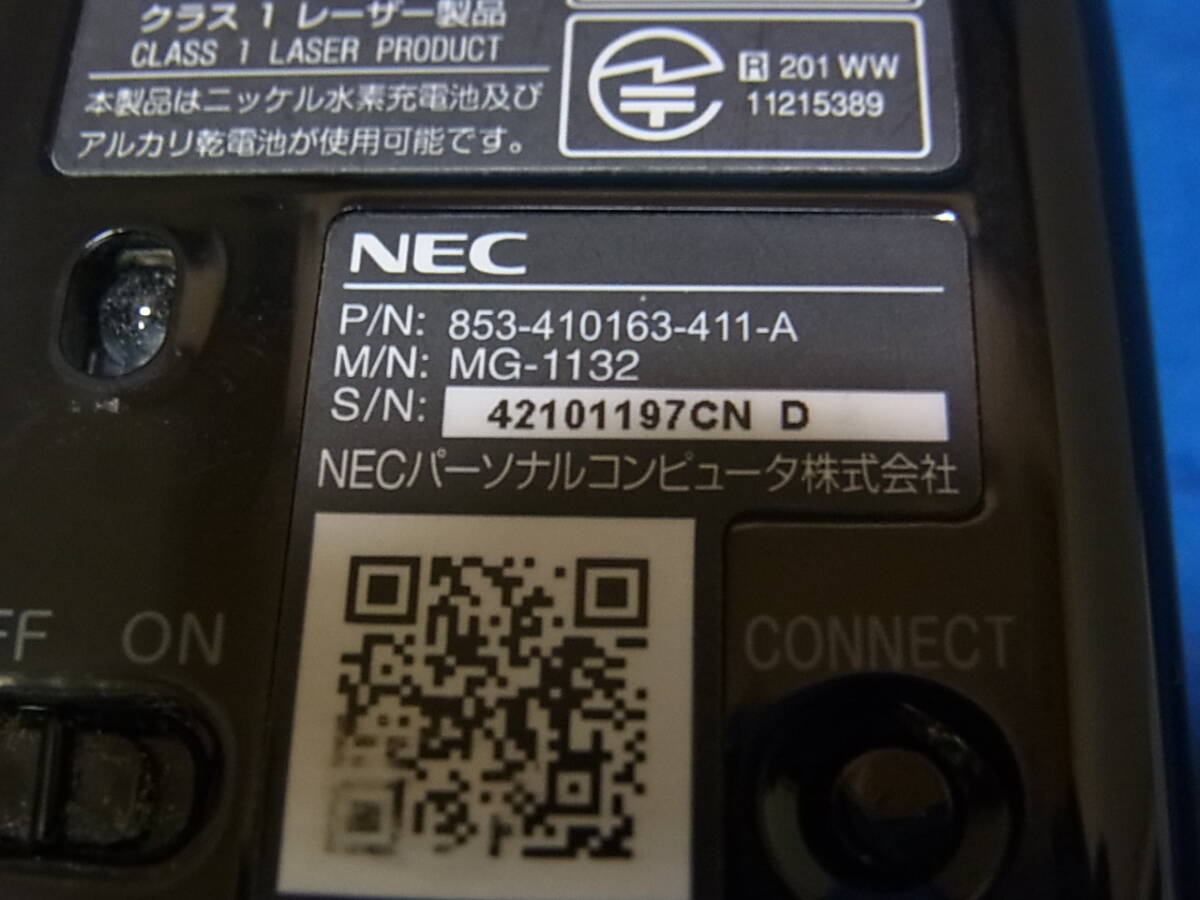 クラス 1 レーザー製品
CLASS 1 LASER PRODUCT
本製品はニッケル水素充電池及び
アルカリ乾電池が使用可能です。
R 201 WW
11215389
NEC
P/N: 853-410163-411-A
M/N: MG-1132
S/N: 42101197CN D
NECパーソナルコンピュータ株式会社
FF ON
CONNECT